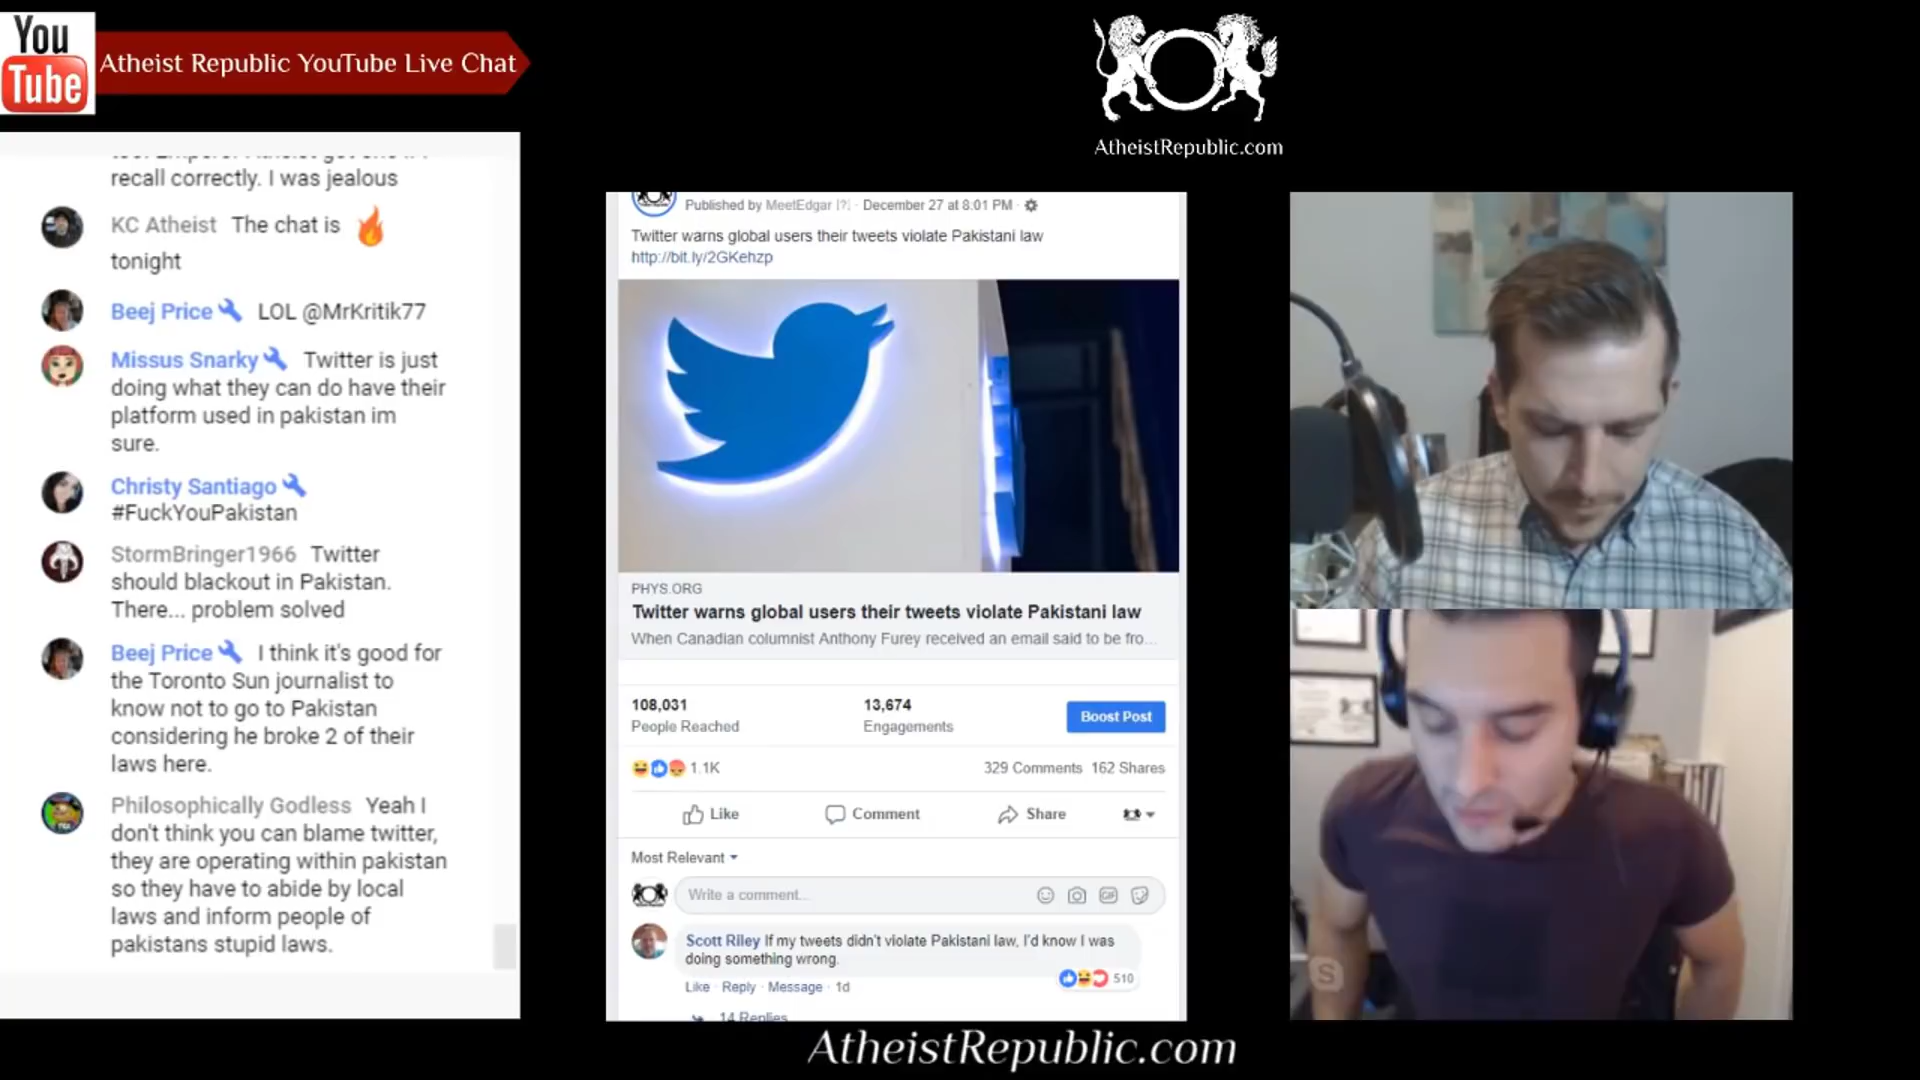 You
Tube
Atheist Republic YouTube Live Chat
recall correctly. I was jealous
KC Atheist The chat is
tonight
Beej Price LOL @MrKritik77
Missus Snarky Twitter is just
doing what they can do have their
platform used in pakistan im
sure.
Christy Santiago
#FuckYouPakistan
StormBringer1966 Twitter
should blackout in Pakistan.
There... problem solved
Beej Price I think it's good for
the Toronto Sun journalist to
know not to go to Pakistan
considering he broke 2 of their
laws here.
Philosophically Godless Yeah I
don't think you can blame twitter,
they are operating within pakistan
so they have to abide by local
laws and inform people of
pakistans stupid laws.
AtheistRepublic.com
Published by MeetEdgar [?] · December 27 at 8:01 PM ·
Twitter warns global users their tweets violate Pakistani law
http://bit.ly/2GKehzp
PHYS.ORG
Twitter warns global users their tweets violate Pakistani law
When Canadian columnist Anthony Furey received an email said to be fro...
108,031 13,674
People Reached Engagements Boost Post
1.1K 329 Comments 162 Shares
Like Comment Share
Most Relevant
Write a comment...
GIF
Scott Riley If my tweets didn't violate Pakistani law, I'd know I was
doing something wrong.
510
Like · Reply · Message · 1d
14 Replies
S
AtheistRepublic.com